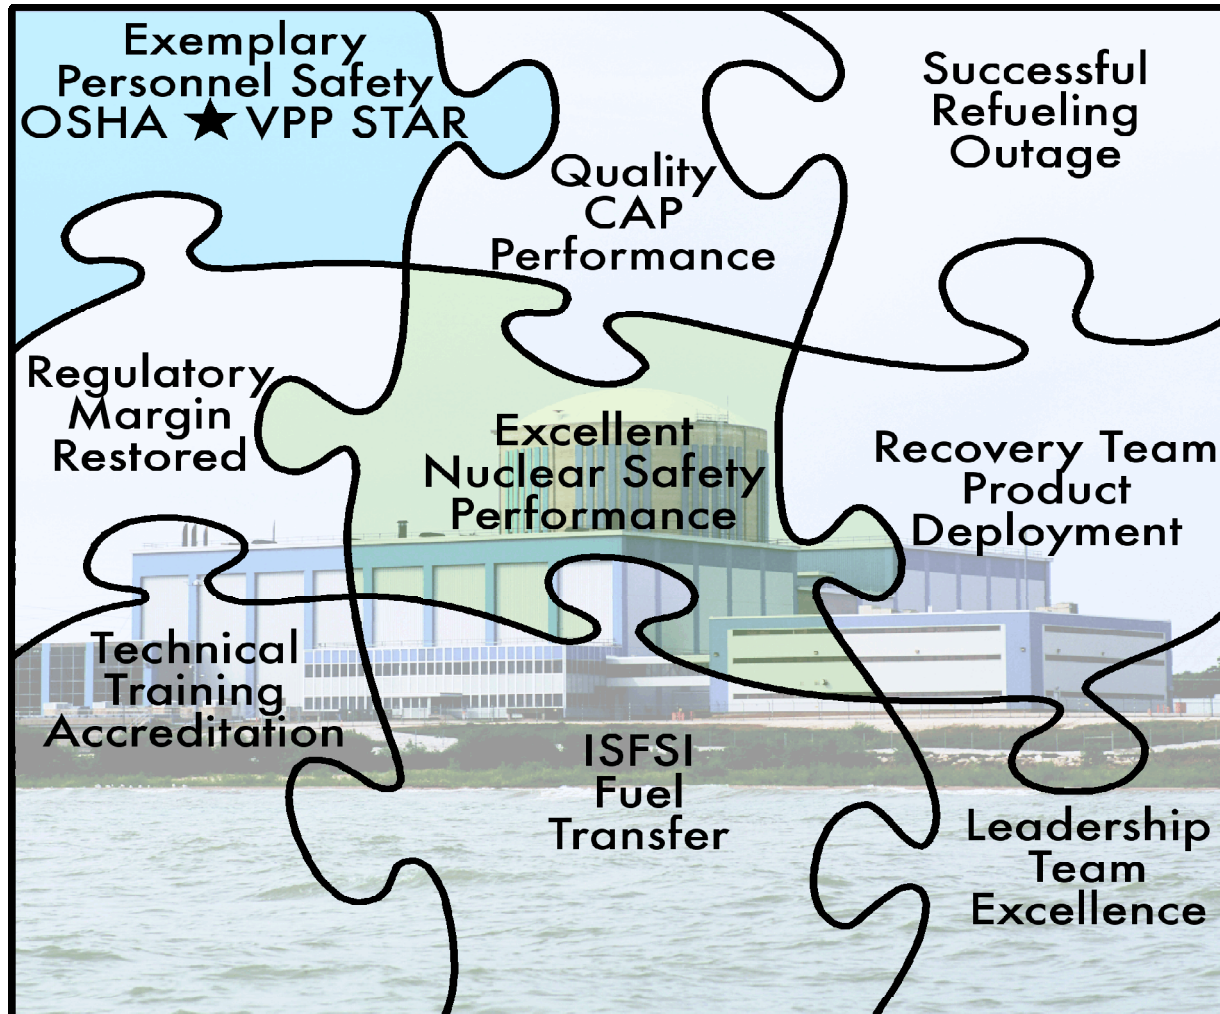 Exemplary
Personnel Safety
OSHA ★ VPP STAR
Quality
CAP
Performance
Successful
Refueling
Outage
Regulatory
Margin
Restored
Excellent
Nuclear Safety
Performance
Recovery Team
Product
Deployment
Technical
Training
Accreditation
ISFSI
Fuel
Transfer
Leadership
Team
Excellence